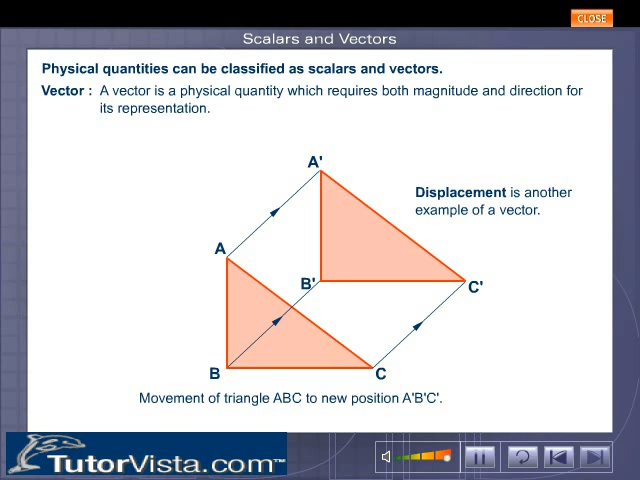 CLOSE
Scalars and Vectors
Physical quantities can be classified as scalars and vectors.
Vector : A vector is a physical quantity which requires both magnitude and direction for
its representation.
A'
Displacement is another
example of a vector.
A
B'
C'
B
C
Movement of triangle ABC to new position A'B'C'.
TutorVista.com™